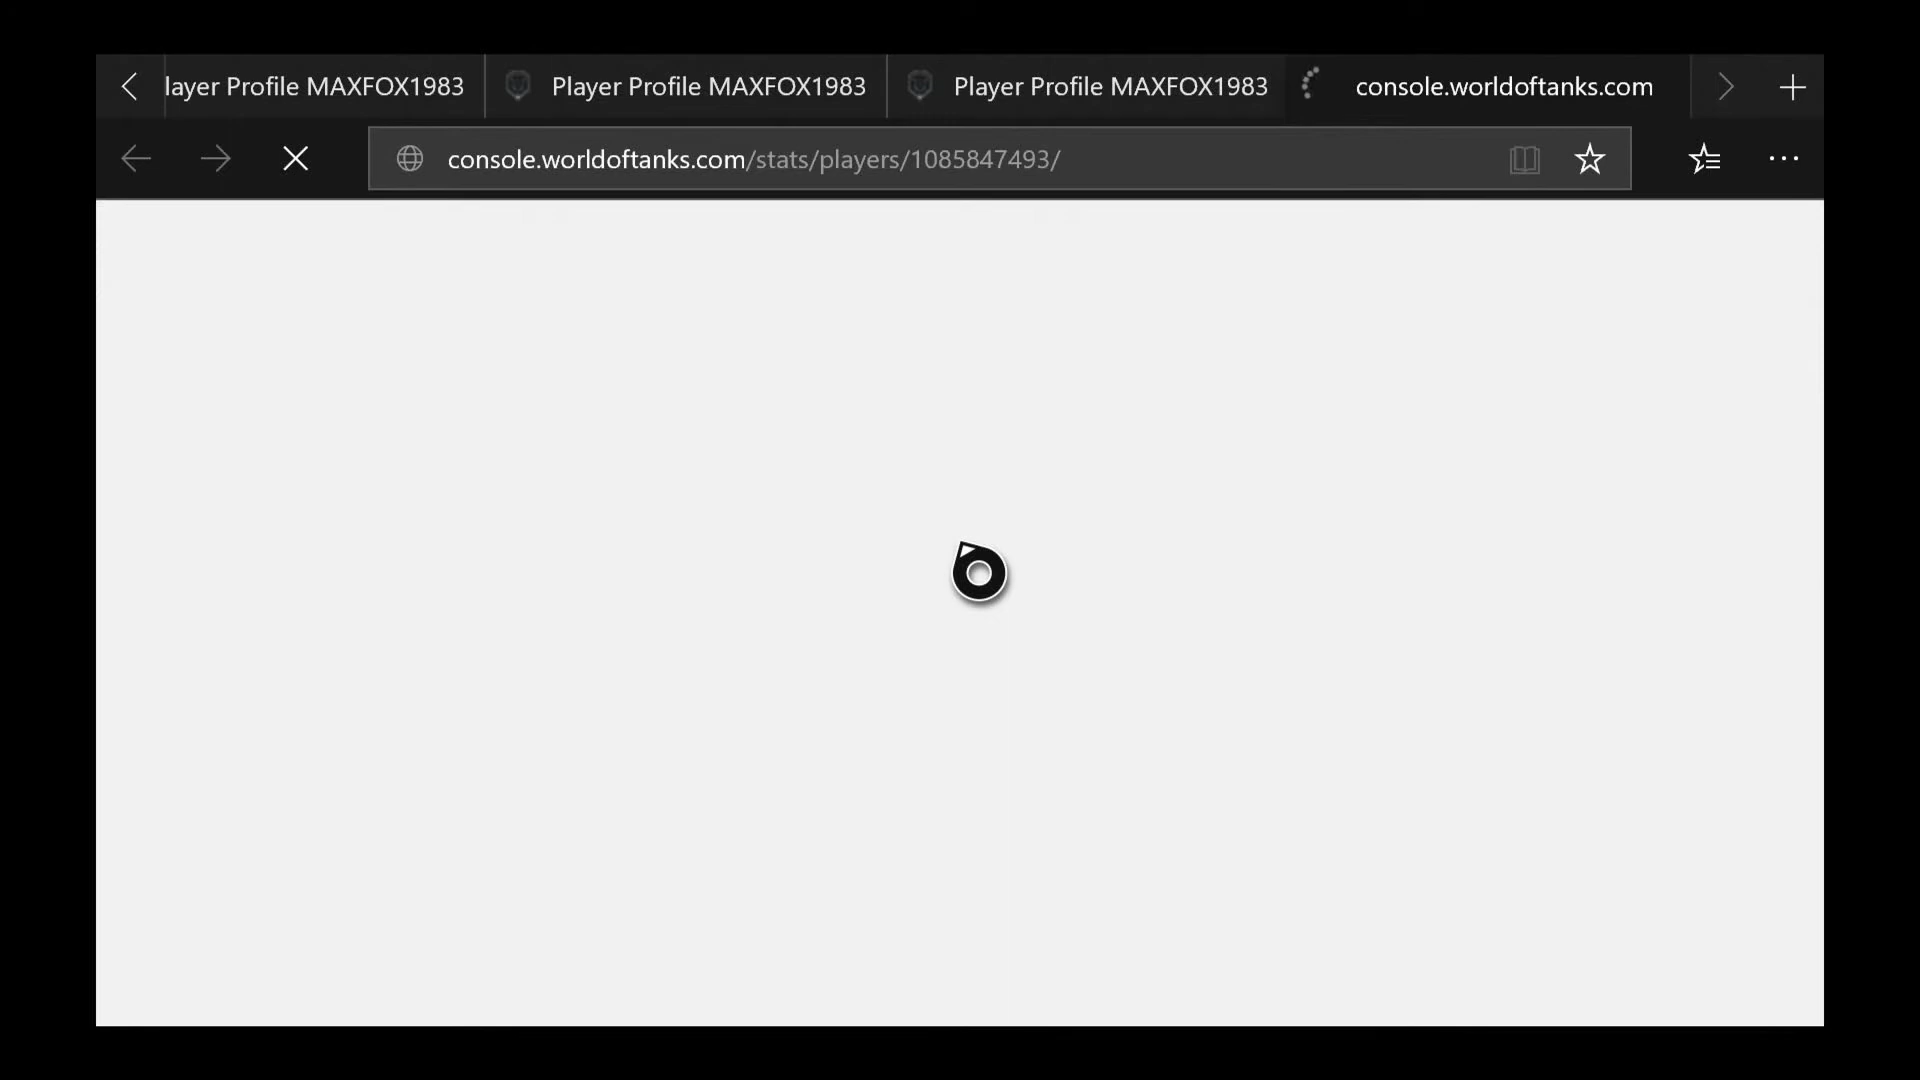 layer Profile MAXFOX1983
Player Profile MAXFOX1983
Player Profile MAXFOX1983
console.worldoftanks.com
console.worldoftanks.com/stats/players/1085847493/